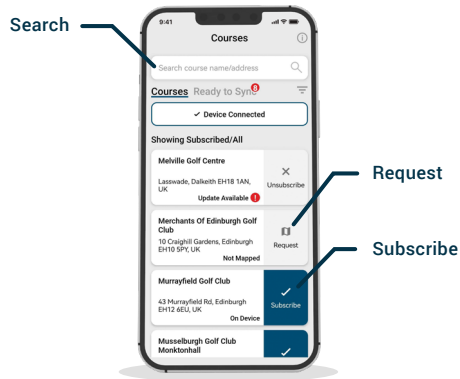 Search
9:41
Courses
Search course name/address
Courses Ready to Sync 8
✓ Device Connected
Showing Subscribed/All
Melville Golf Centre
Lasswade, Dalkeith EH18 1AN,
UK
Update Available !
Unsubscribe
Merchants Of Edinburgh Golf
Club
10 Craighill Gardens, Edinburgh
EH10 5PY, UK
Not Mapped
Request
Request
Murrayfield Golf Club
43 Murrayfield Rd, Edinburgh
EH12 6EU, UK
On Device
Subscribe
Subscribe
Musselburgh Golf Club
Monktonhall